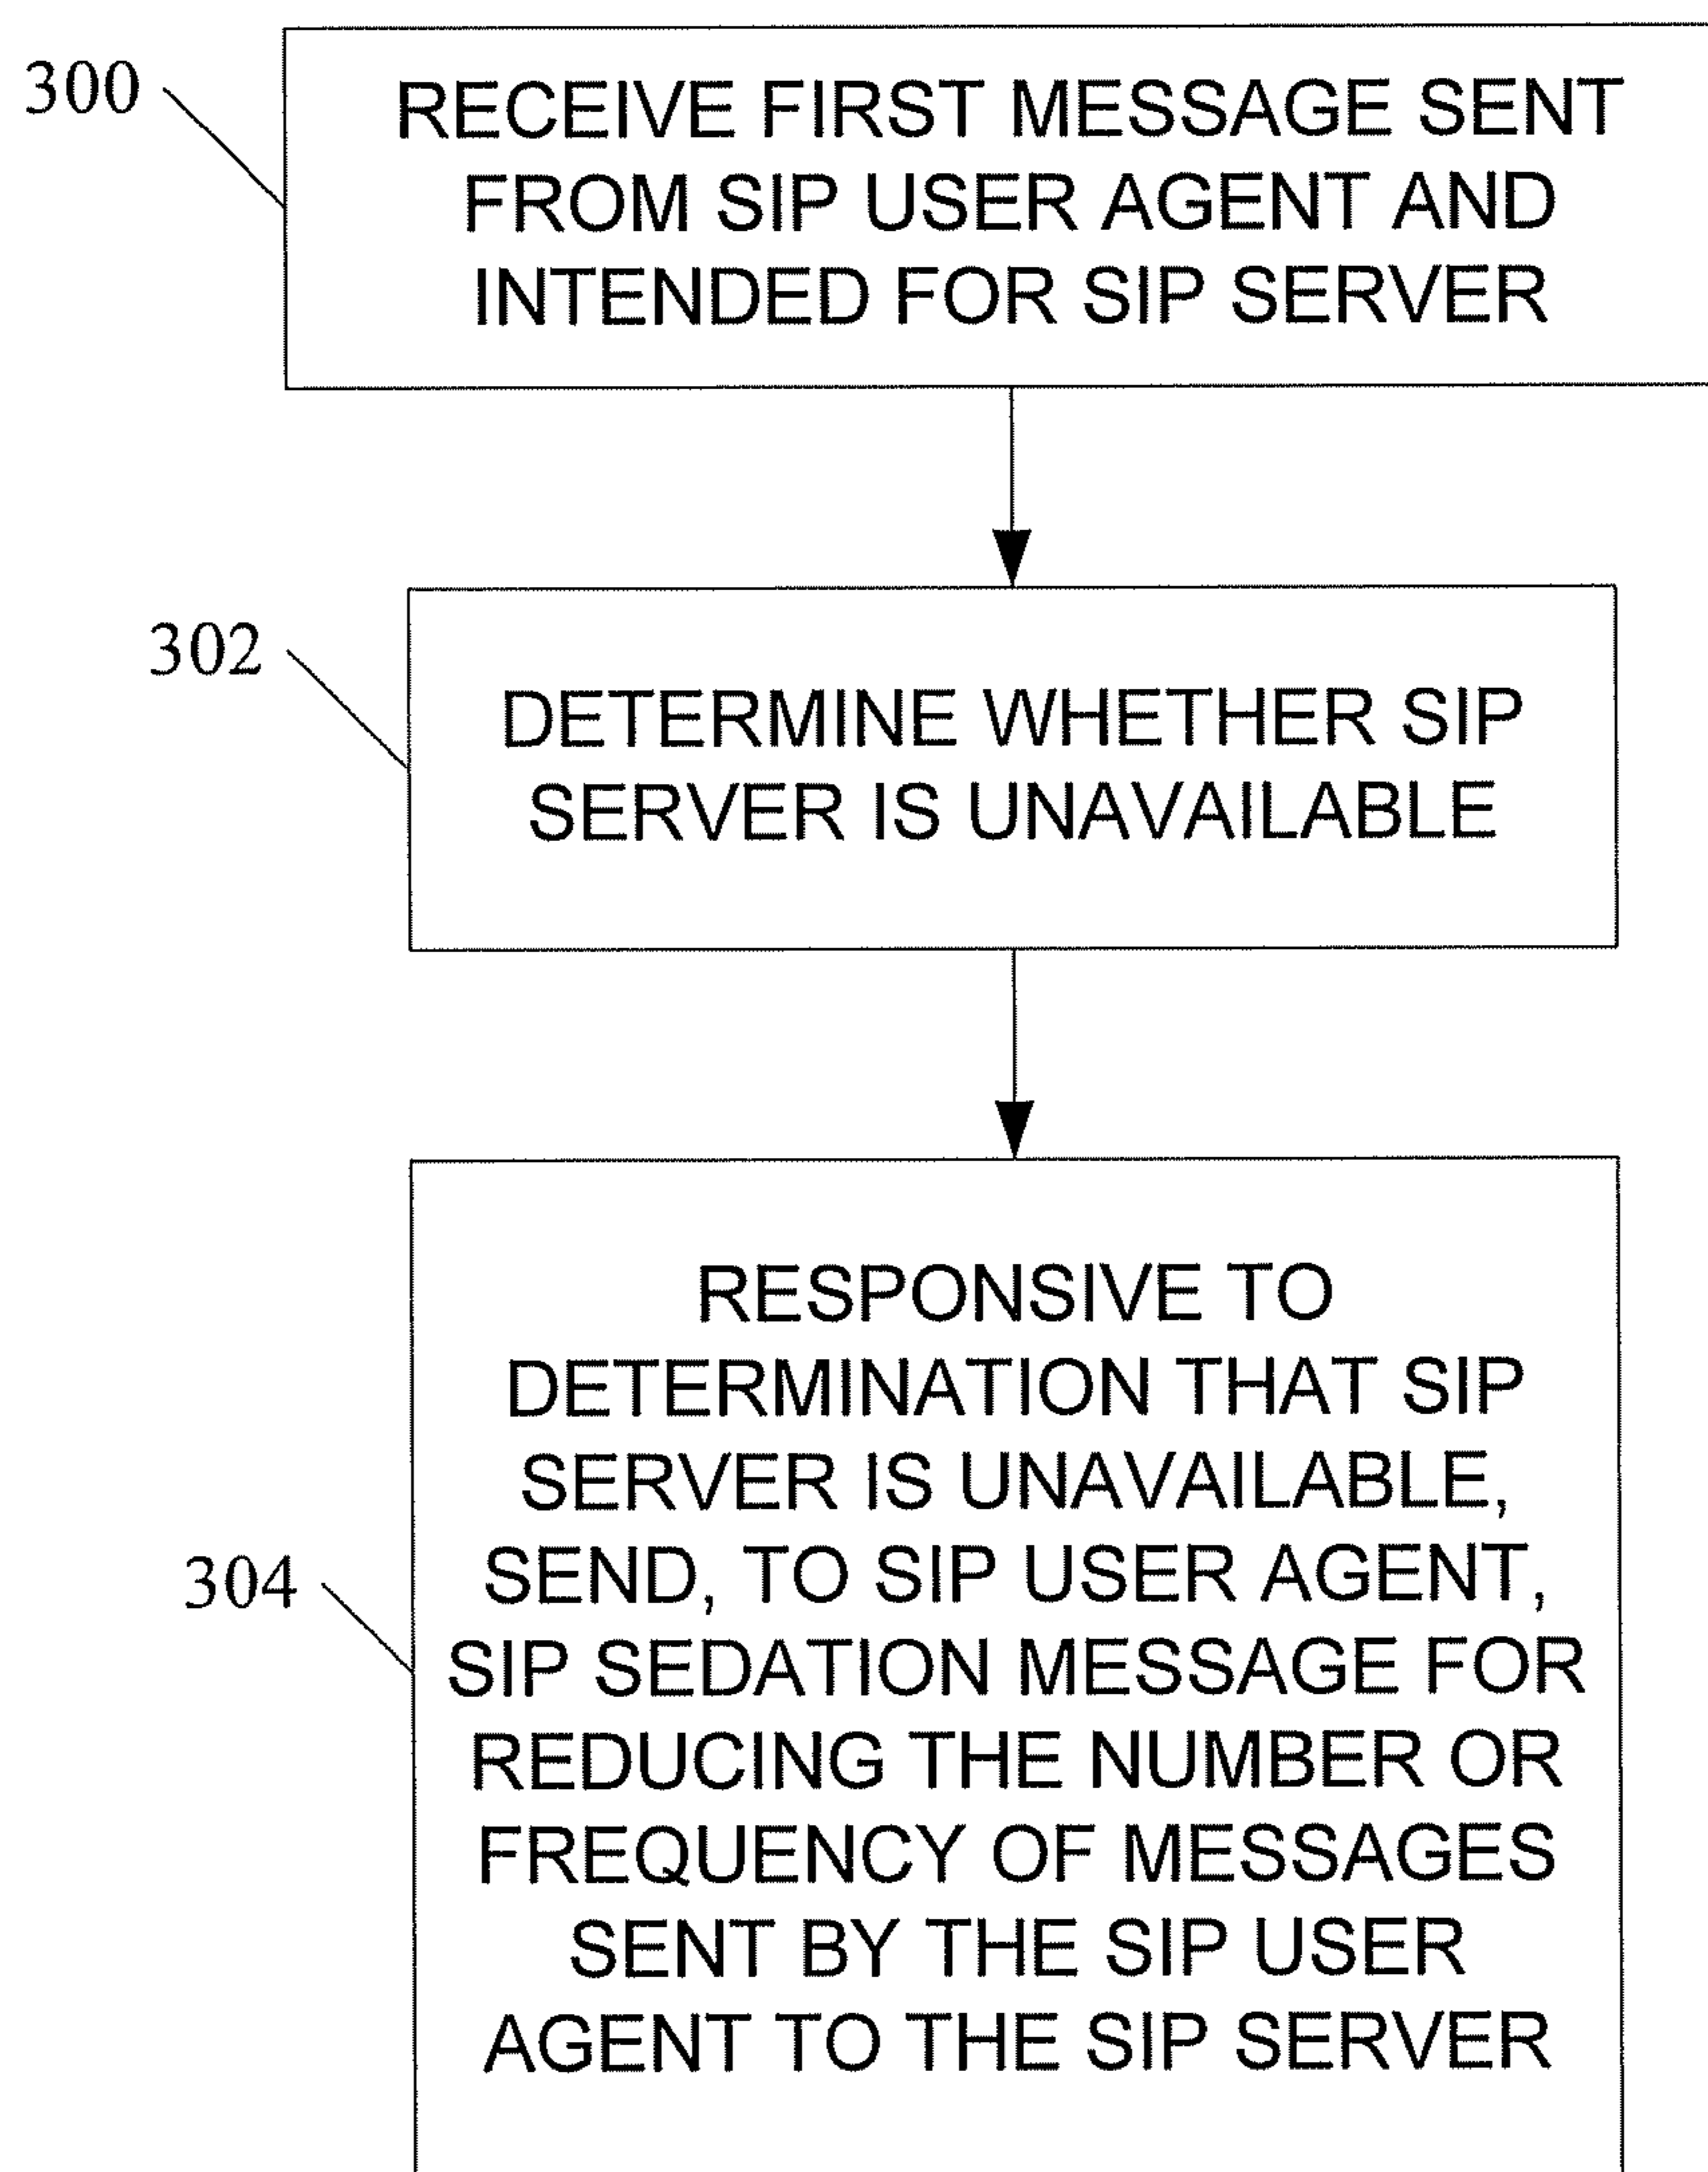 300
RECEIVE FIRST MESSAGE SENT
FROM SIP USER AGENT AND
INTENDED FOR SIP SERVER
302
DETERMINE WHETHER SIP
SERVER IS UNAVAILABLE
304
RESPONSIVE TO
DETERMINATION THAT SIP
SERVER IS UNAVAILABLE,
SEND, TO SIP USER AGENT,
SIP SEDATION MESSAGE FOR
REDUCING THE NUMBER OR
FREQUENCY OF MESSAGES
SENT BY THE SIP USER
AGENT TO THE SIP SERVER